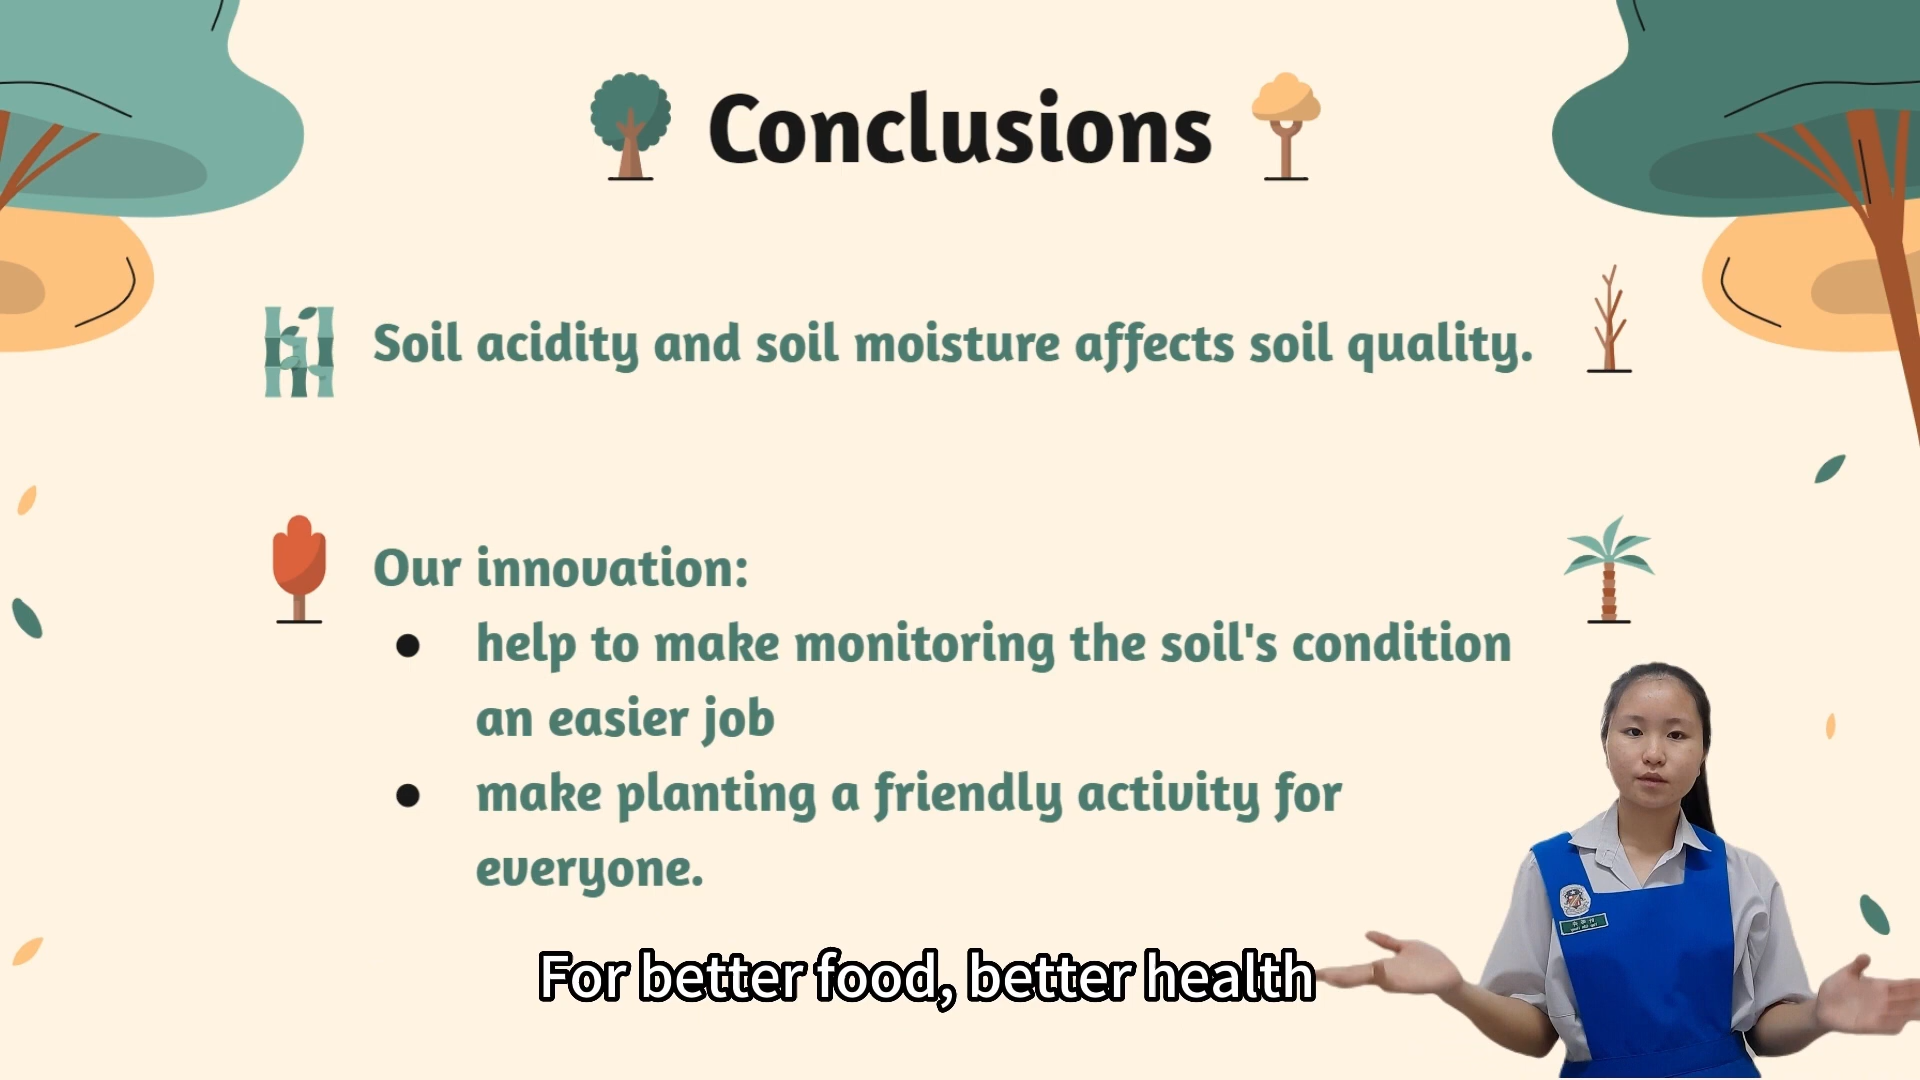 Conclusions
Soil acidity and soil moisture affects soil quality.
Our innovation:
● help to make monitoring the soil's condition
an easier job
● make planting a friendly activity for
everyone.
For better food, better health